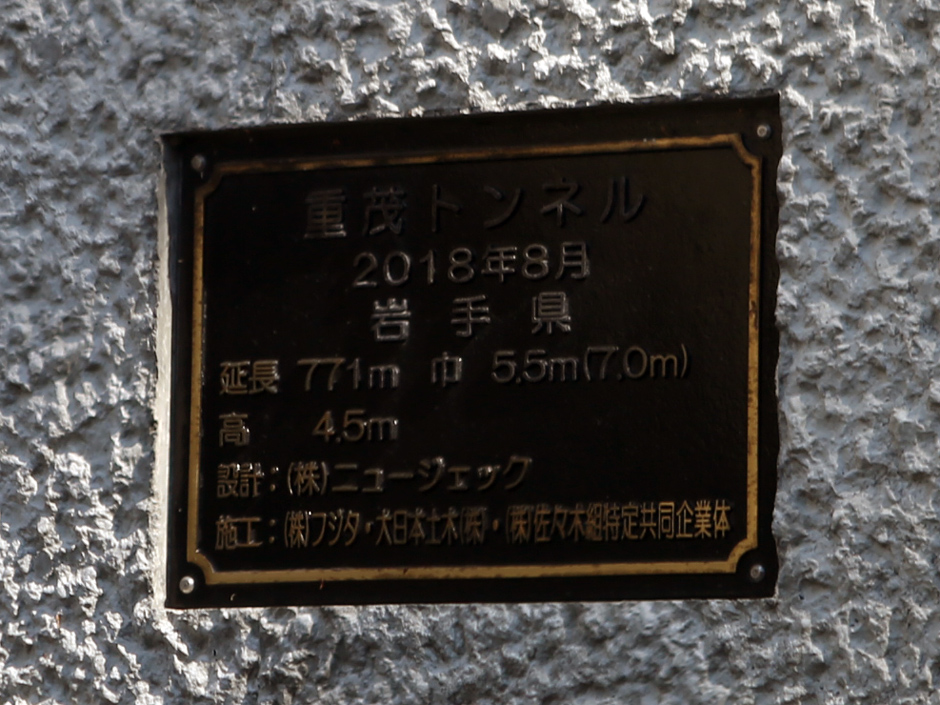 重茂トンネル
2018年8月
岩手県
延長 771m 巾 5.5m(7.0m)
高 4.5m
設計:(株)ニュージェック
施工:(株)フジタ・大日本土木(株)・(株)佐々木組特定共同企業体